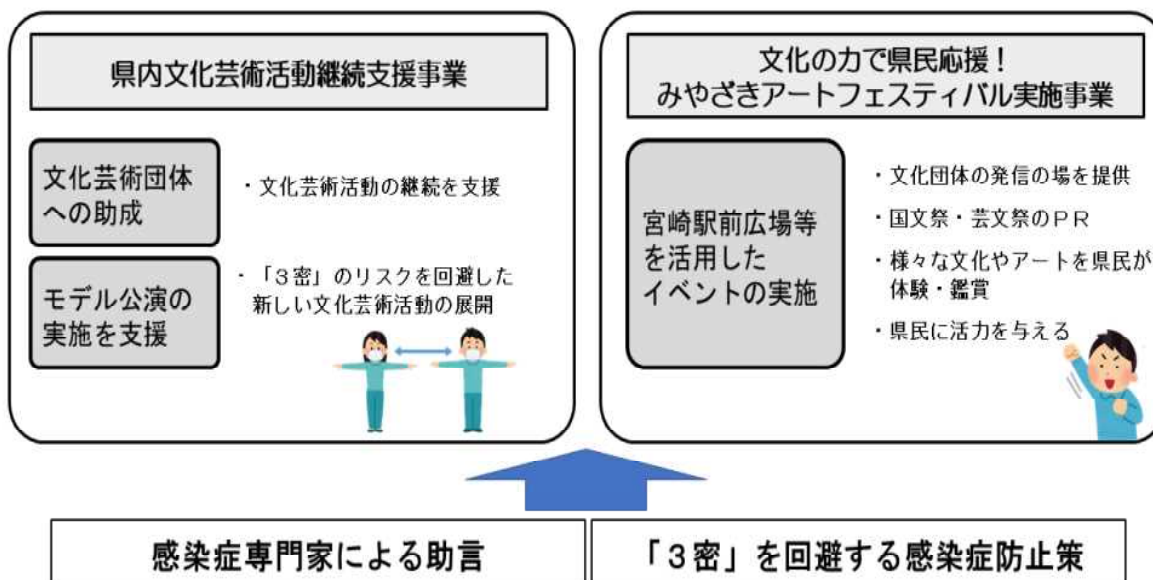 県内文化芸術活動継続支援事業
文化芸術団体
への助成
・文化芸術活動の継続を支援
モデル公演の
実施を支援
・「３密」のリスクを回避した
新しい文化芸術活動の展開
文化の力で県民応援！
みやざきアートフェスティバル実施事業
宮崎駅前広場等
を活用した
イベントの実施
・文化団体の発信の場を提供
・国文祭・芸文祭のＰＲ
・様々な文化やアートを県民が
体験・鑑賞
・県民に活力を与える
感染症専門家による助言
「３密」を回避する感染症防止策